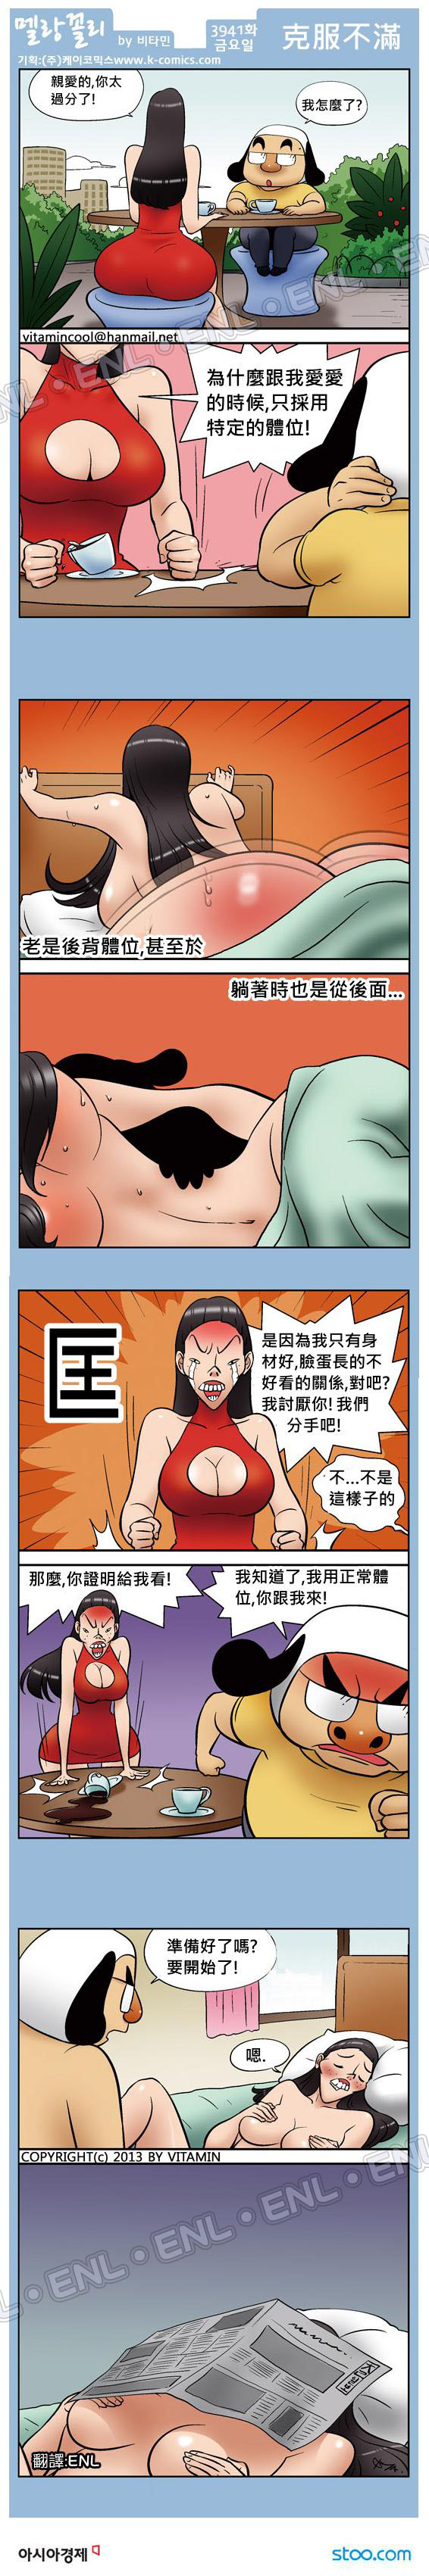 멜랑꼴리
by 비타민
3941화
금요일
克服不滿
기획:(주)케이코믹스www.k-comics.com
親愛的,你太
過分了!
我怎麼了?
vitamincool@hanmail.net
為什麼跟我愛愛
的時候,只採用
特定的體位!
老是後背體位,甚至於
躺著時也是從後面...
匡
是因為我只有身
材好,臉蛋長的不
好看的關係,對吧?
我討厭你! 我們
分手吧!
不...不是
這樣子的
那麼,你證明給我看!
我知道了,我用正常體
位,你跟我來!
準備好了嗎?
要開始了!
嗯.
COPYRIGHT(c) 2013 BY VITAMIN
ENL • ENL • ENL • ENL
翻譯:ENL
아시아경제
stoo.com